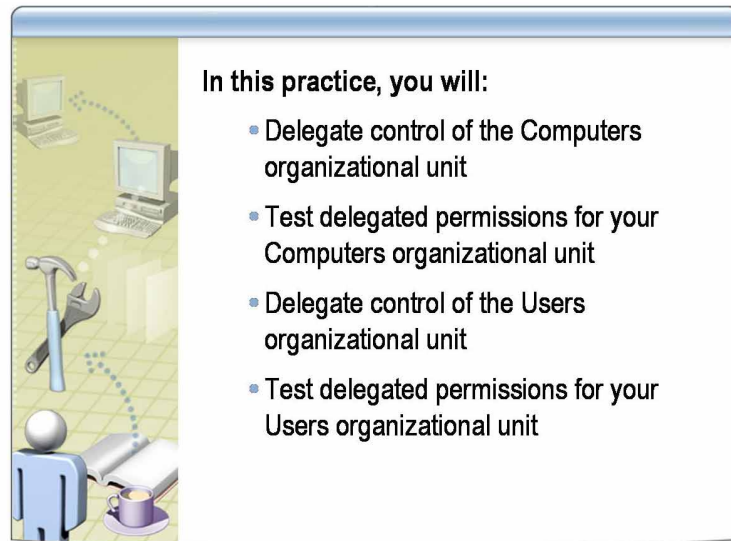 In this practice, you will:
Delegate control of the Computers
organizational unit
Test delegated permissions for your
Computers organizational unit
Delegate control of the Users
organizational unit
Test delegated permissions for your
Users organizational unit